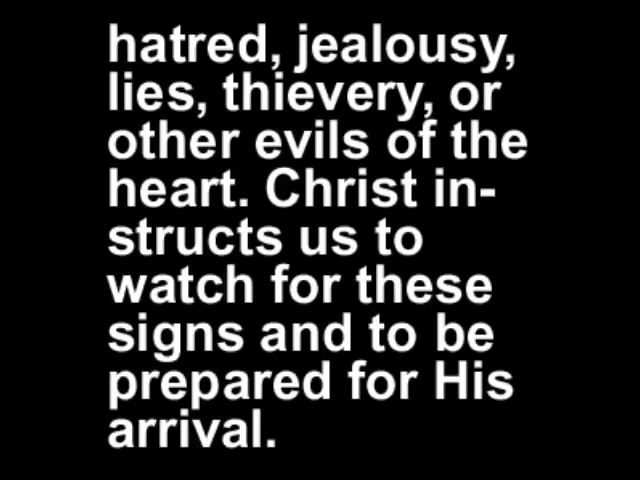 hatred, jealousy,
lies, thievery, or
other evils of the
heart. Christ in-
structs us to
watch for these
signs and to be
prepared for His
arrival.